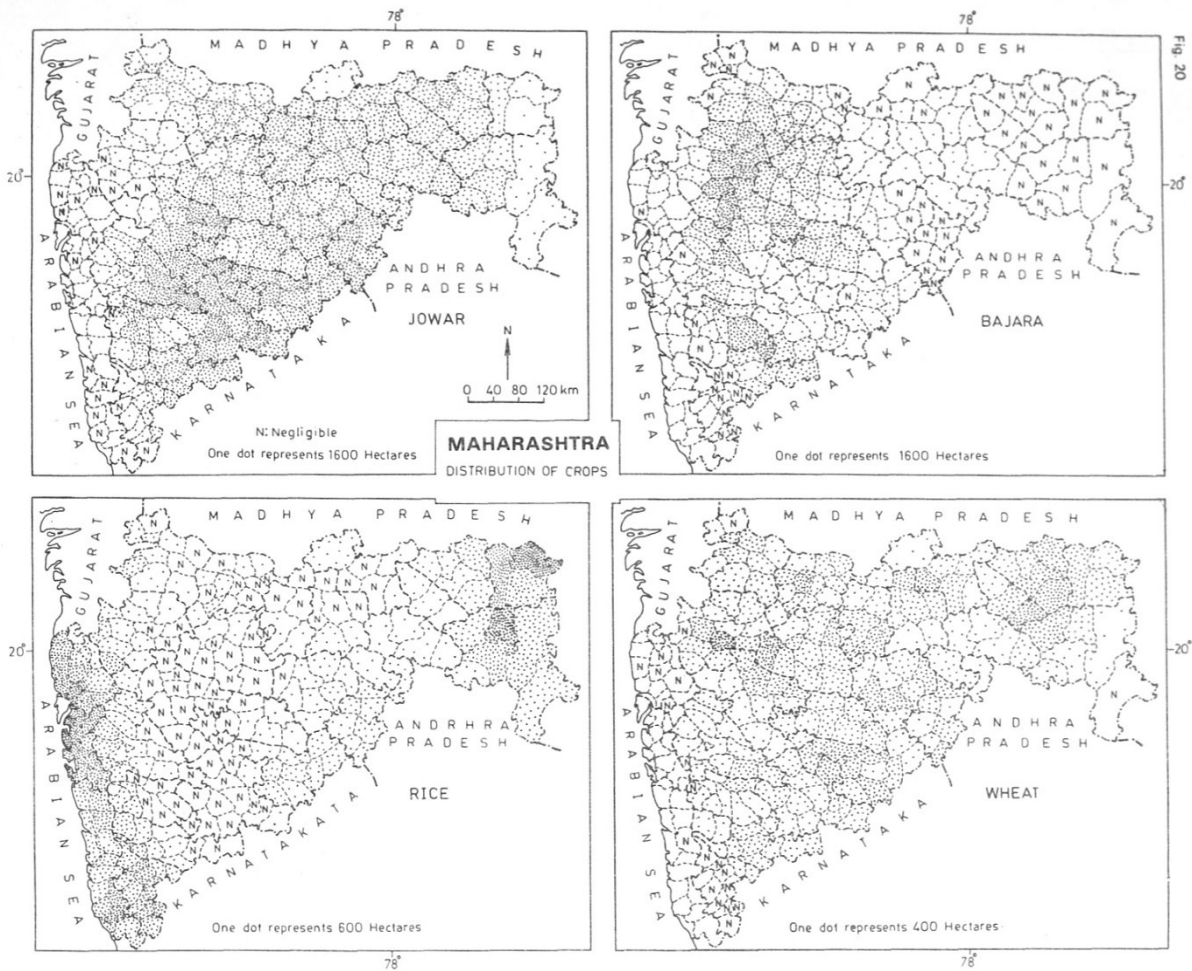 Fig. 20
78°
MADHYA PRADESH
GUJARAT
20°
ARABIAN SEA
ANDHRA
PRADESH
KARNATAKA
JOWAR
N
0 40 80 120 km
N: Negligible
One dot represents 1600 Hectares
78°
MADHYA PRADESH
GUJARAT
20°
ARABIAN SEA
ANDHRA
PRADESH
KARNATAKA
BAJARA
One dot represents 1600 Hectares
MAHARASHTRA
DISTRIBUTION OF CROPS
MADHYA PRADESH
GUJARAT
20°
ARABIAN SEA
ANDRHRA
PRADESH
KARNATAKATA
RICE
One dot represents 600 Hectares
78°
MADHYA PRADESH
GUJARAT
20°
ARABIAN SEA
ANDHRA
PRADESH
KARNATAKA
WHEAT
One dot represents 400 Hectares
78°